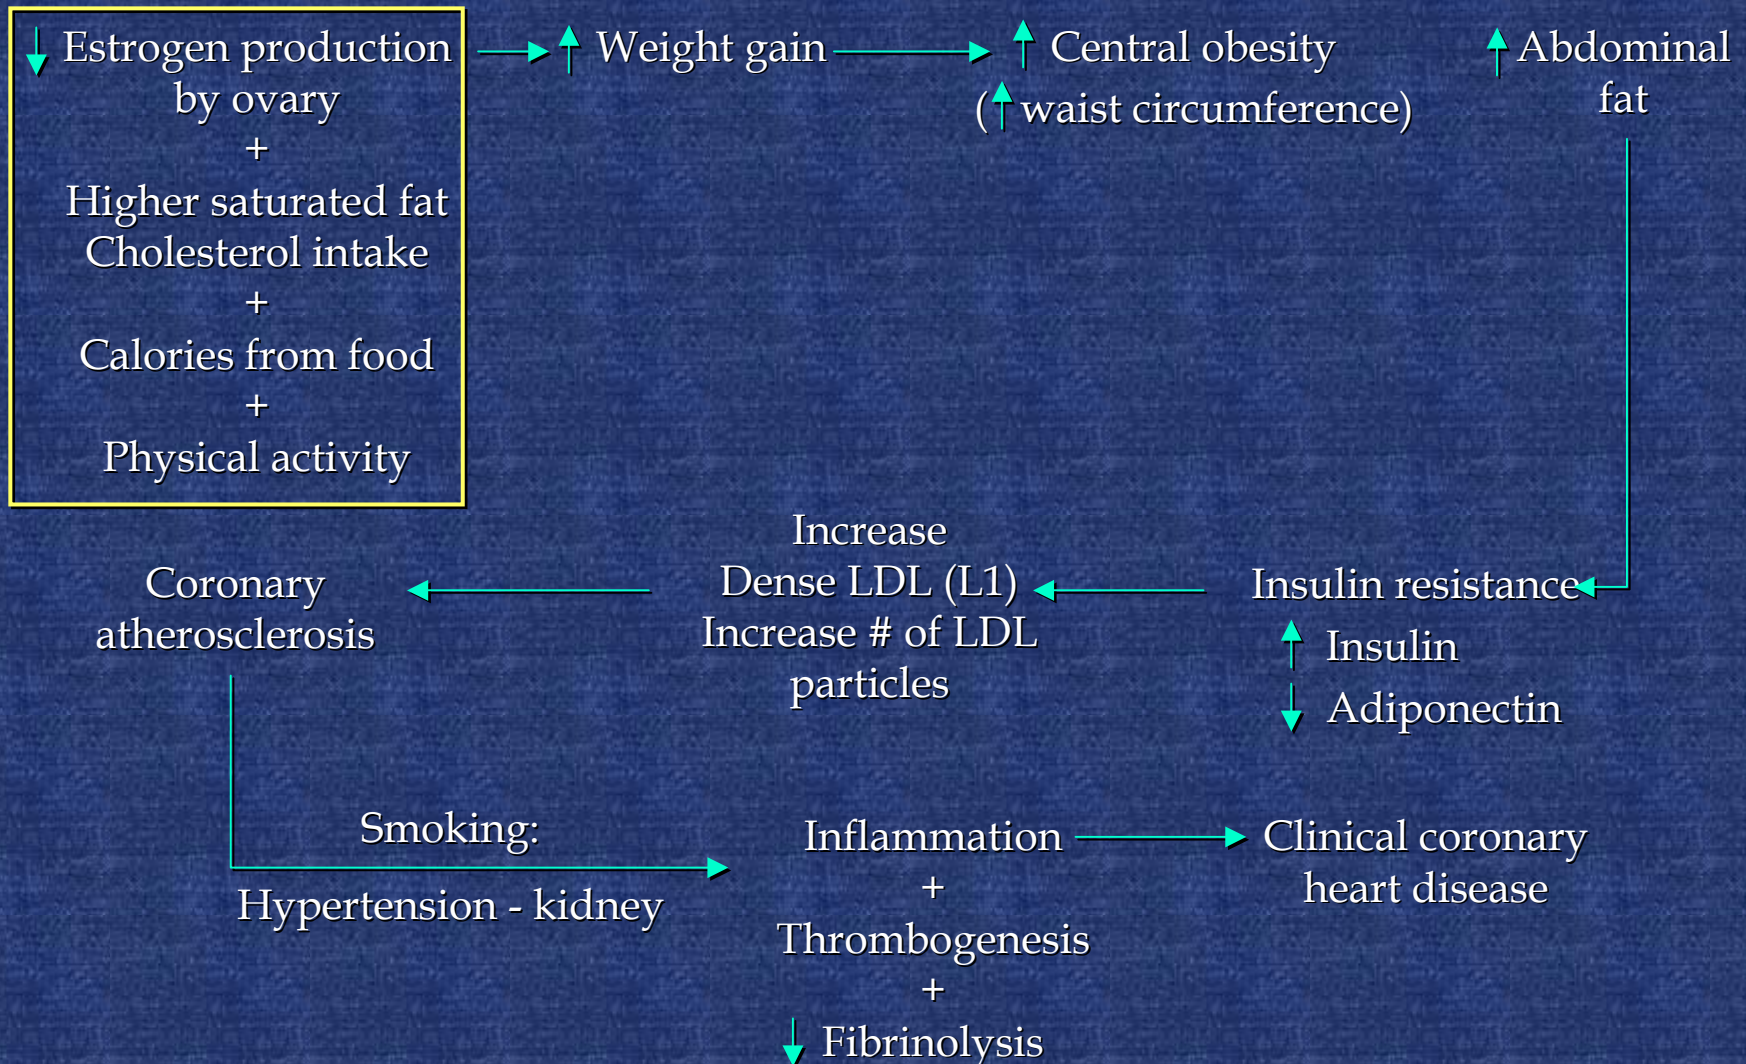 ↓ Estrogen production
by ovary
+
Higher saturated fat
Cholesterol intake
+
Calories from food
+
Physical activity
↑ Weight gain
↑ Central obesity
(↑ waist circumference)
↑ Abdominal
fat
Insulin resistance
↑ Insulin
↓ Adiponectin
Increase
Dense LDL (L1)
Increase # of LDL
particles
Coronary
atherosclerosis
Smoking:
Hypertension - kidney
Inflammation
+
Thrombogenesis
+
↓ Fibrinolysis
Clinical coronary
heart disease